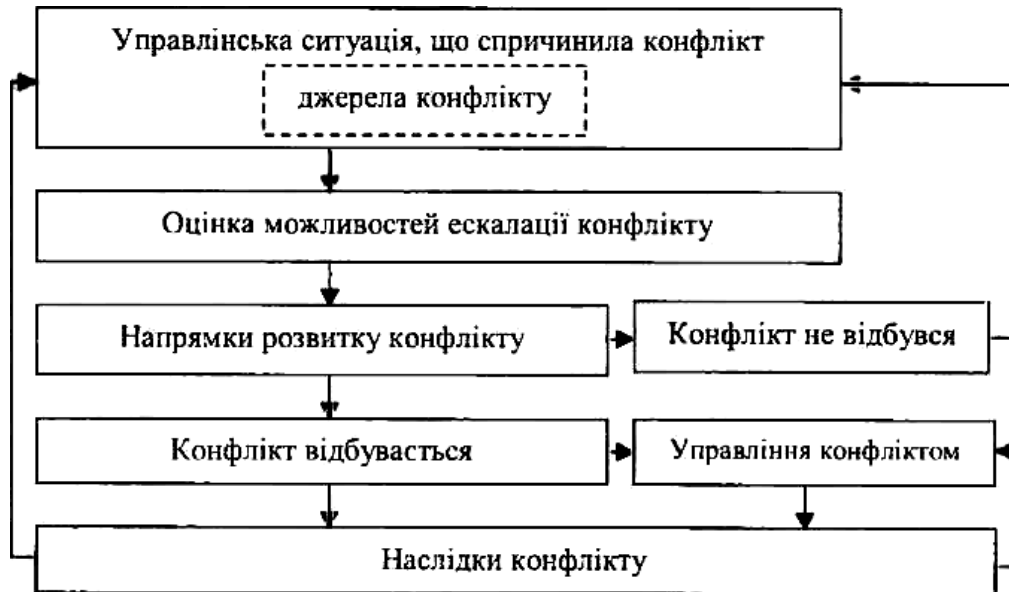 Управлінська ситуація, що спричинила конфлікт
джерела конфлікту
Оцінка можливостей ескалації конфлікту
Напрямки розвитку конфлікту
Конфлікт не відбувся
Конфлікт відбувається
Управління конфліктом
Наслідки конфлікту